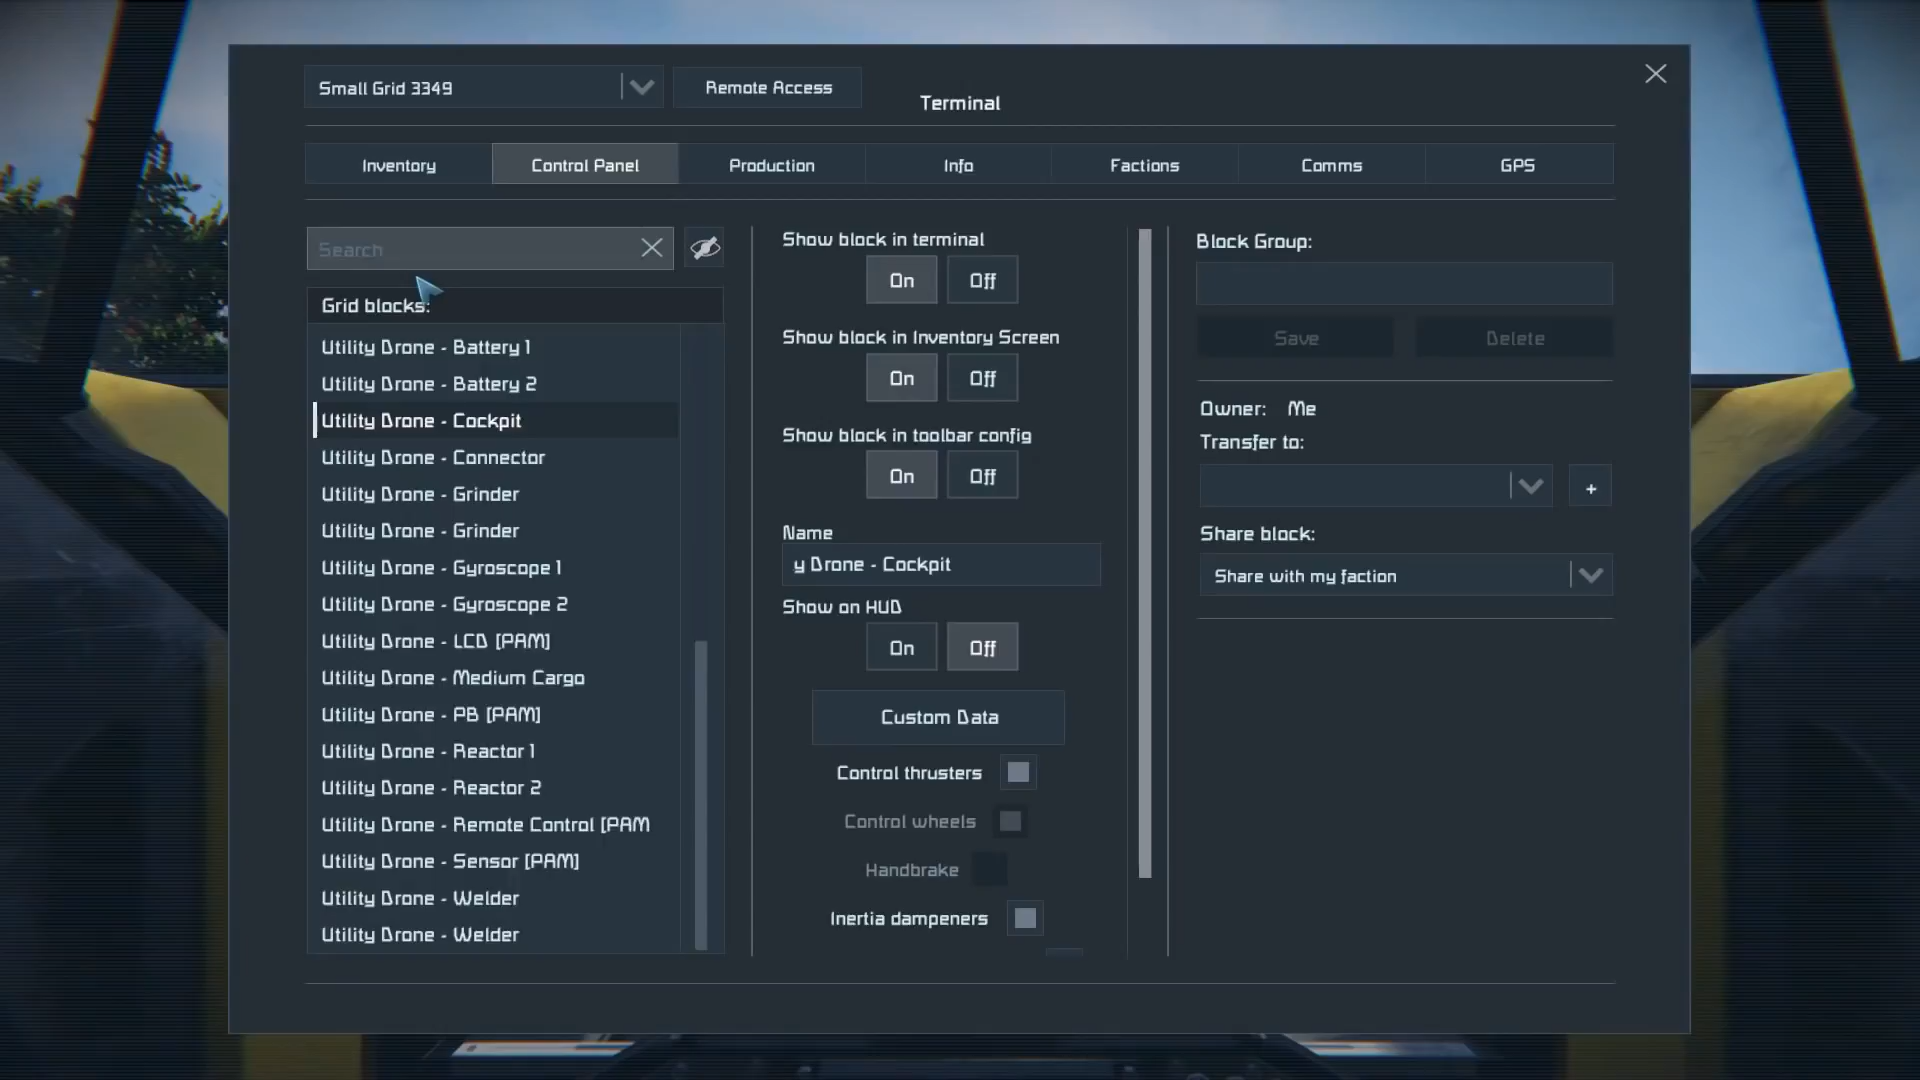 Small Grid 3349
Remote Access
Terminal
Inventory
Control Panel
Production
Info
Factions
Comms
GPS
Search
Grid blocks:
Utility Drone - Battery 1
Utility Drone - Battery 2
Utility Drone - Cockpit
Utility Drone - Connector
Utility Drone - Grinder
Utility Drone - Grinder
Utility Drone - Gyroscope 1
Utility Drone - Gyroscope 2
Utility Drone - LCD [PAM]
Utility Drone - Medium Cargo
Utility Drone - PB [PAM]
Utility Drone - Reactor 1
Utility Drone - Reactor 2
Utility Drone - Remote Control [PAM
Utility Drone - Sensor [PAM]
Utility Drone - Welder
Utility Drone - Welder
Show block in terminal
On Off
Show block in Inventory Screen
On Off
Show block in toolbar config
On Off
Name
y Drone - Cockpit
Show on HUD
On Off
Custom Data
Control thrusters
Control wheels
Handbrake
Inertia dampeners
Block Group:
Save
Delete
Owner: Me
Transfer to:
+
Share block:
Share with my faction